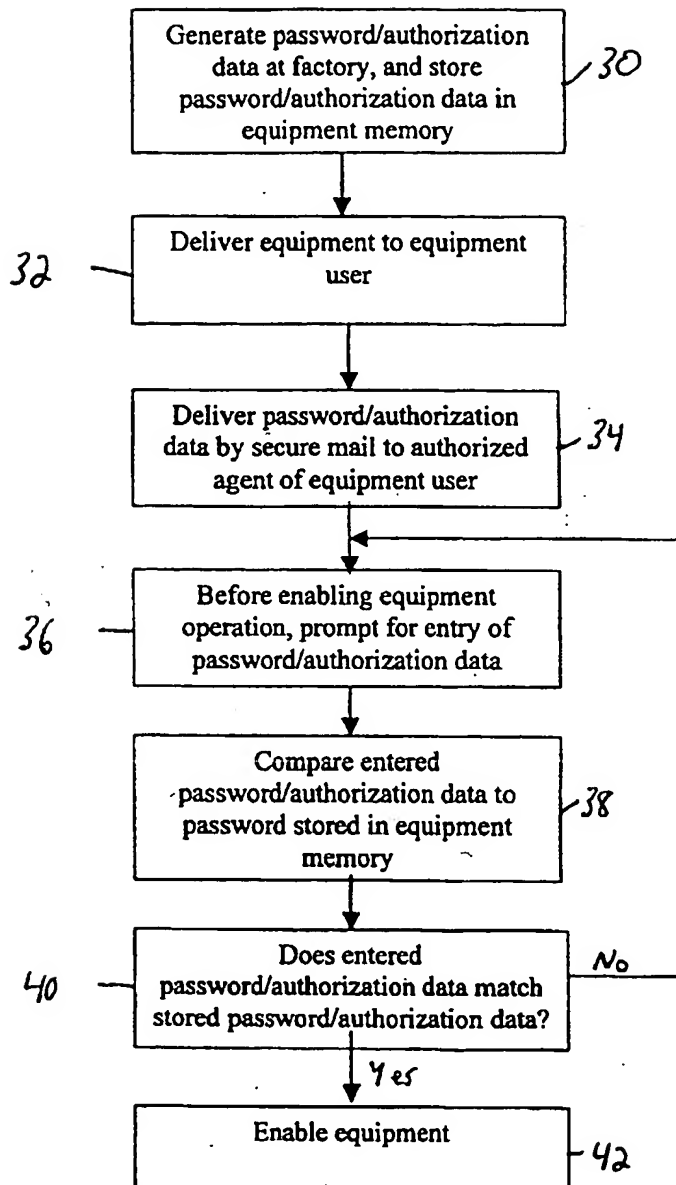 Generate password/authorization
data at factory, and store
password/authorization data in
equipment memory
30
Deliver equipment to equipment
user
32
Deliver password/authorization
data by secure mail to authorized
agent of equipment user
34
Before enabling equipment
operation, prompt for entry of
password/authorization data
36
Compare entered
password/authorization data to
password stored in equipment
memory
38
Does entered
password/authorization data match
stored password/authorization data?
40
No
Yes
Enable equipment
42